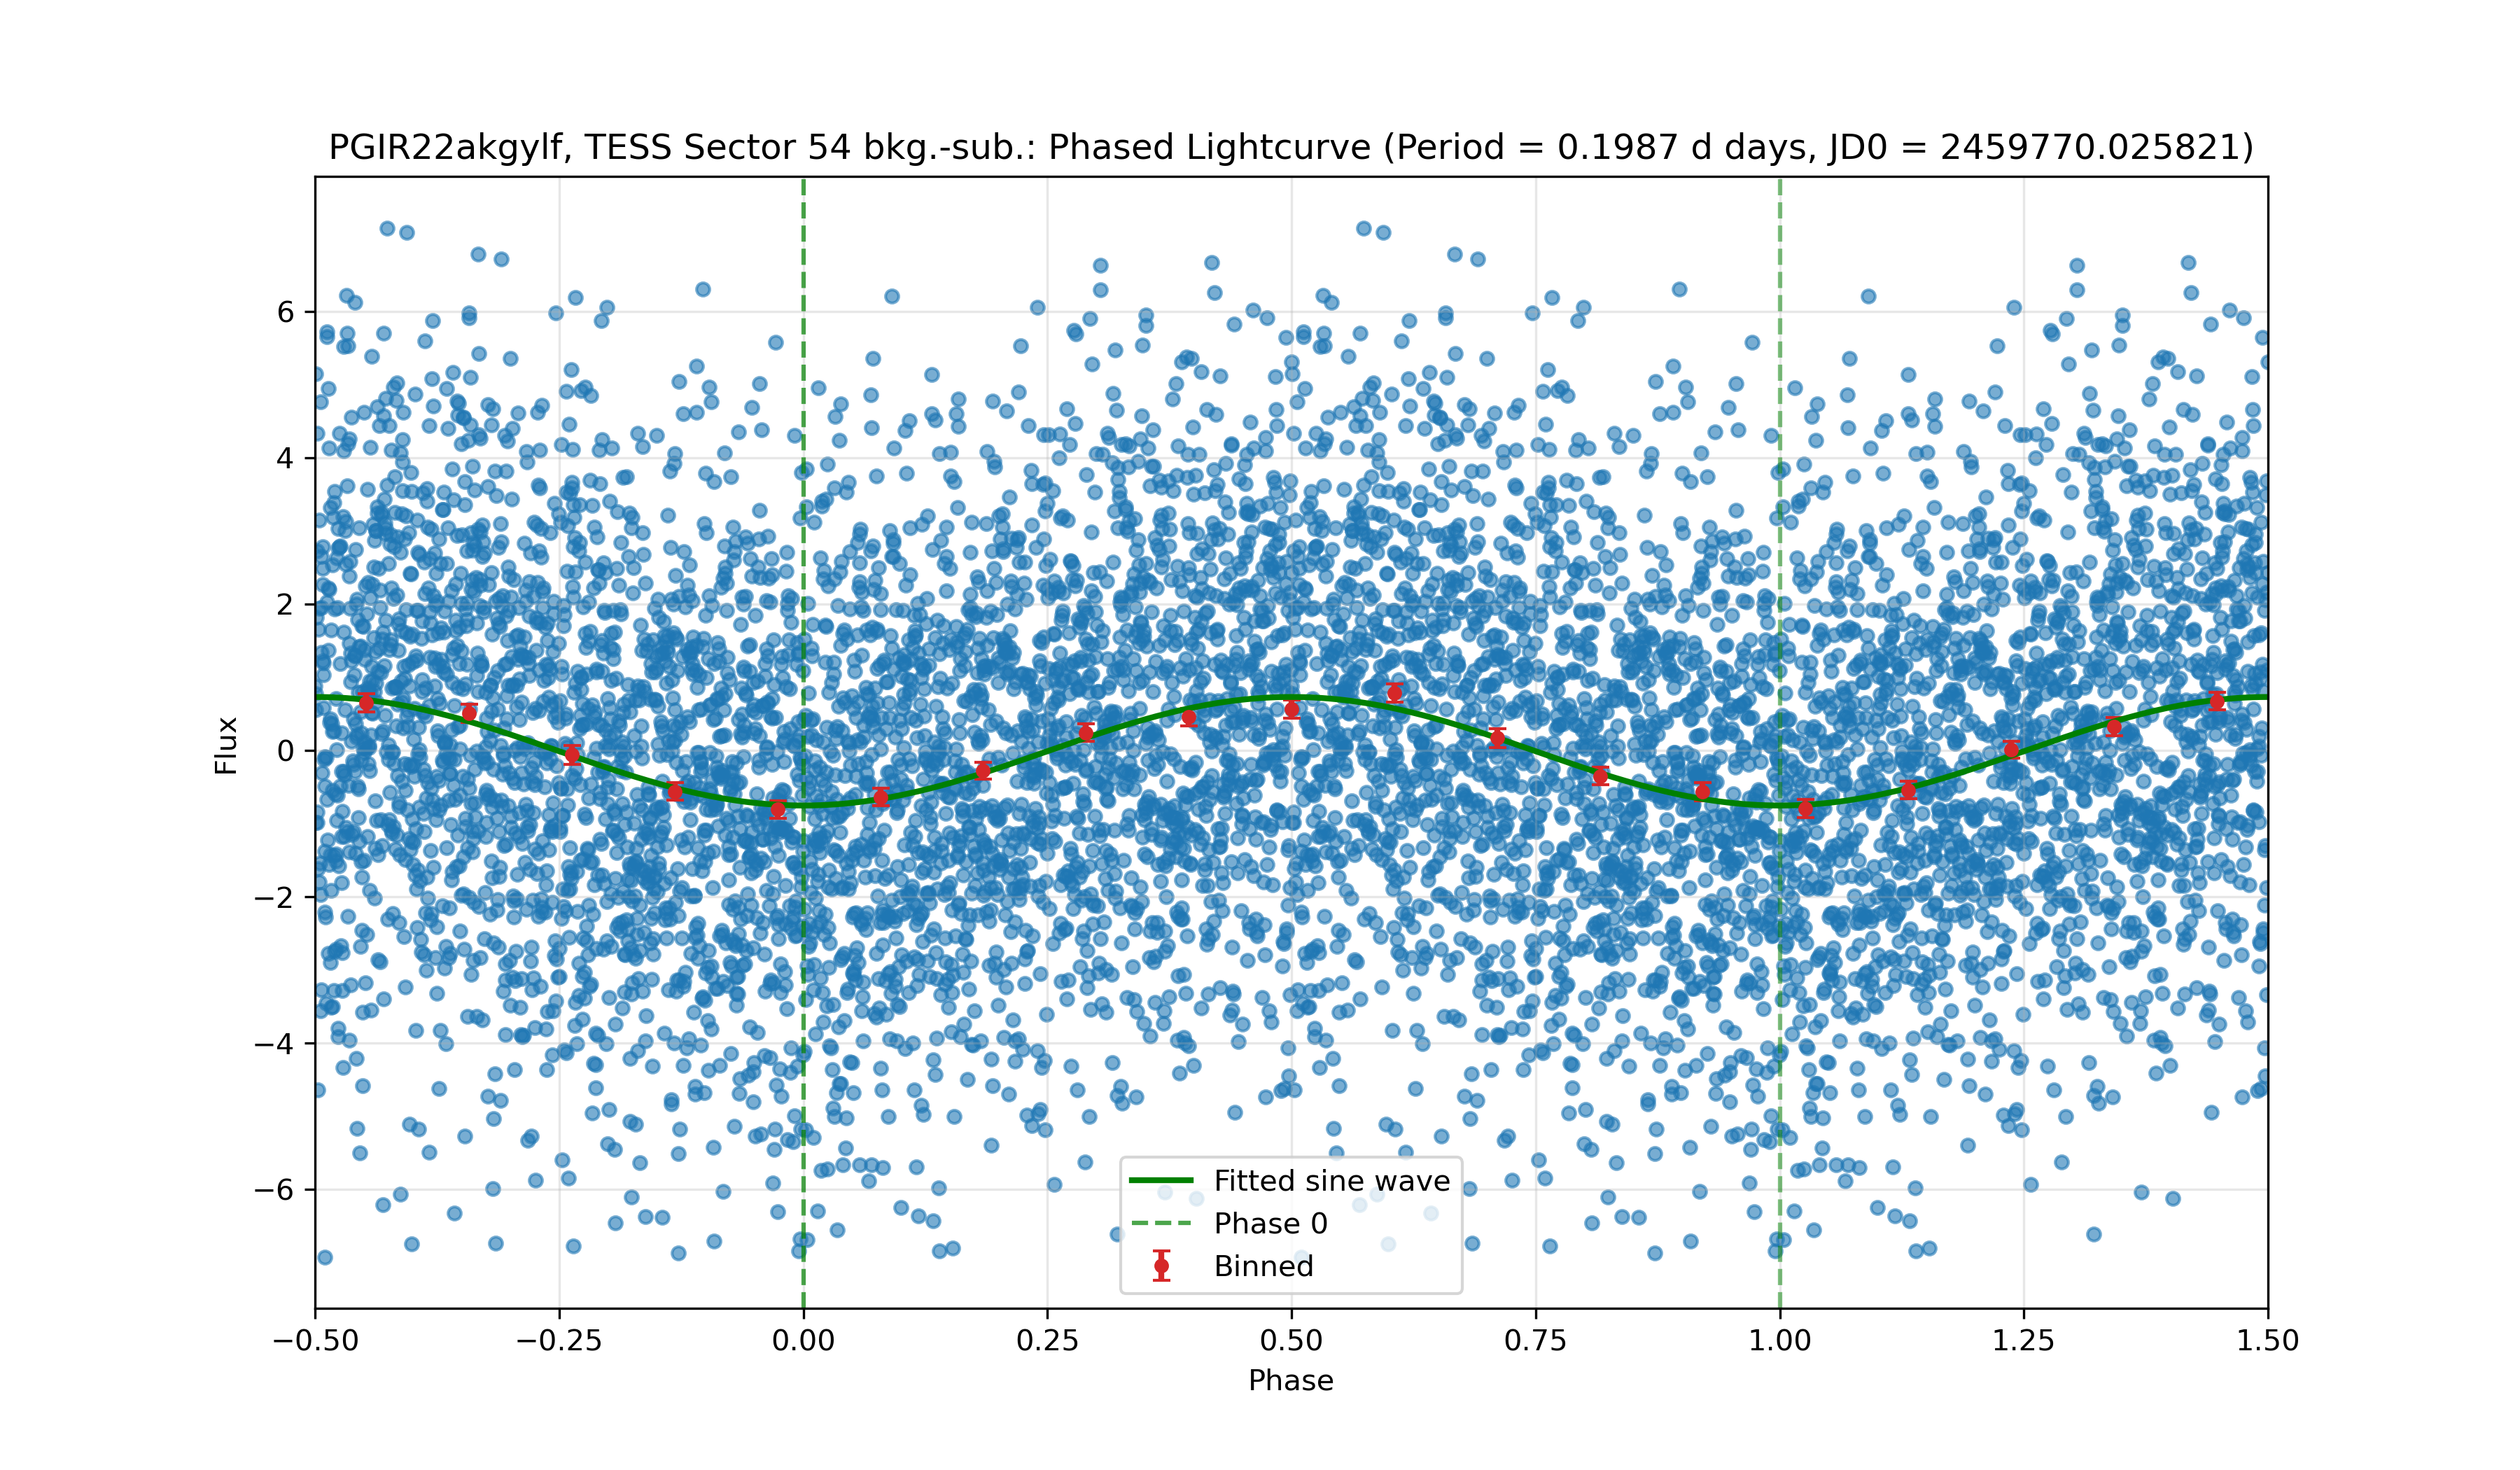 PGIR22akgylf, TESS Sector 54 bkg.-sub.: Phased Lightcurve (Period = 0.1987 d days, JD0 = 2459770.025821)
Flux
6
4
2
0
−2
−4
−6
Fitted sine wave
Phase 0
Binned
−0.50 −0.25 0.00 0.25 0.50 0.75 1.00 1.25 1.50
Phase